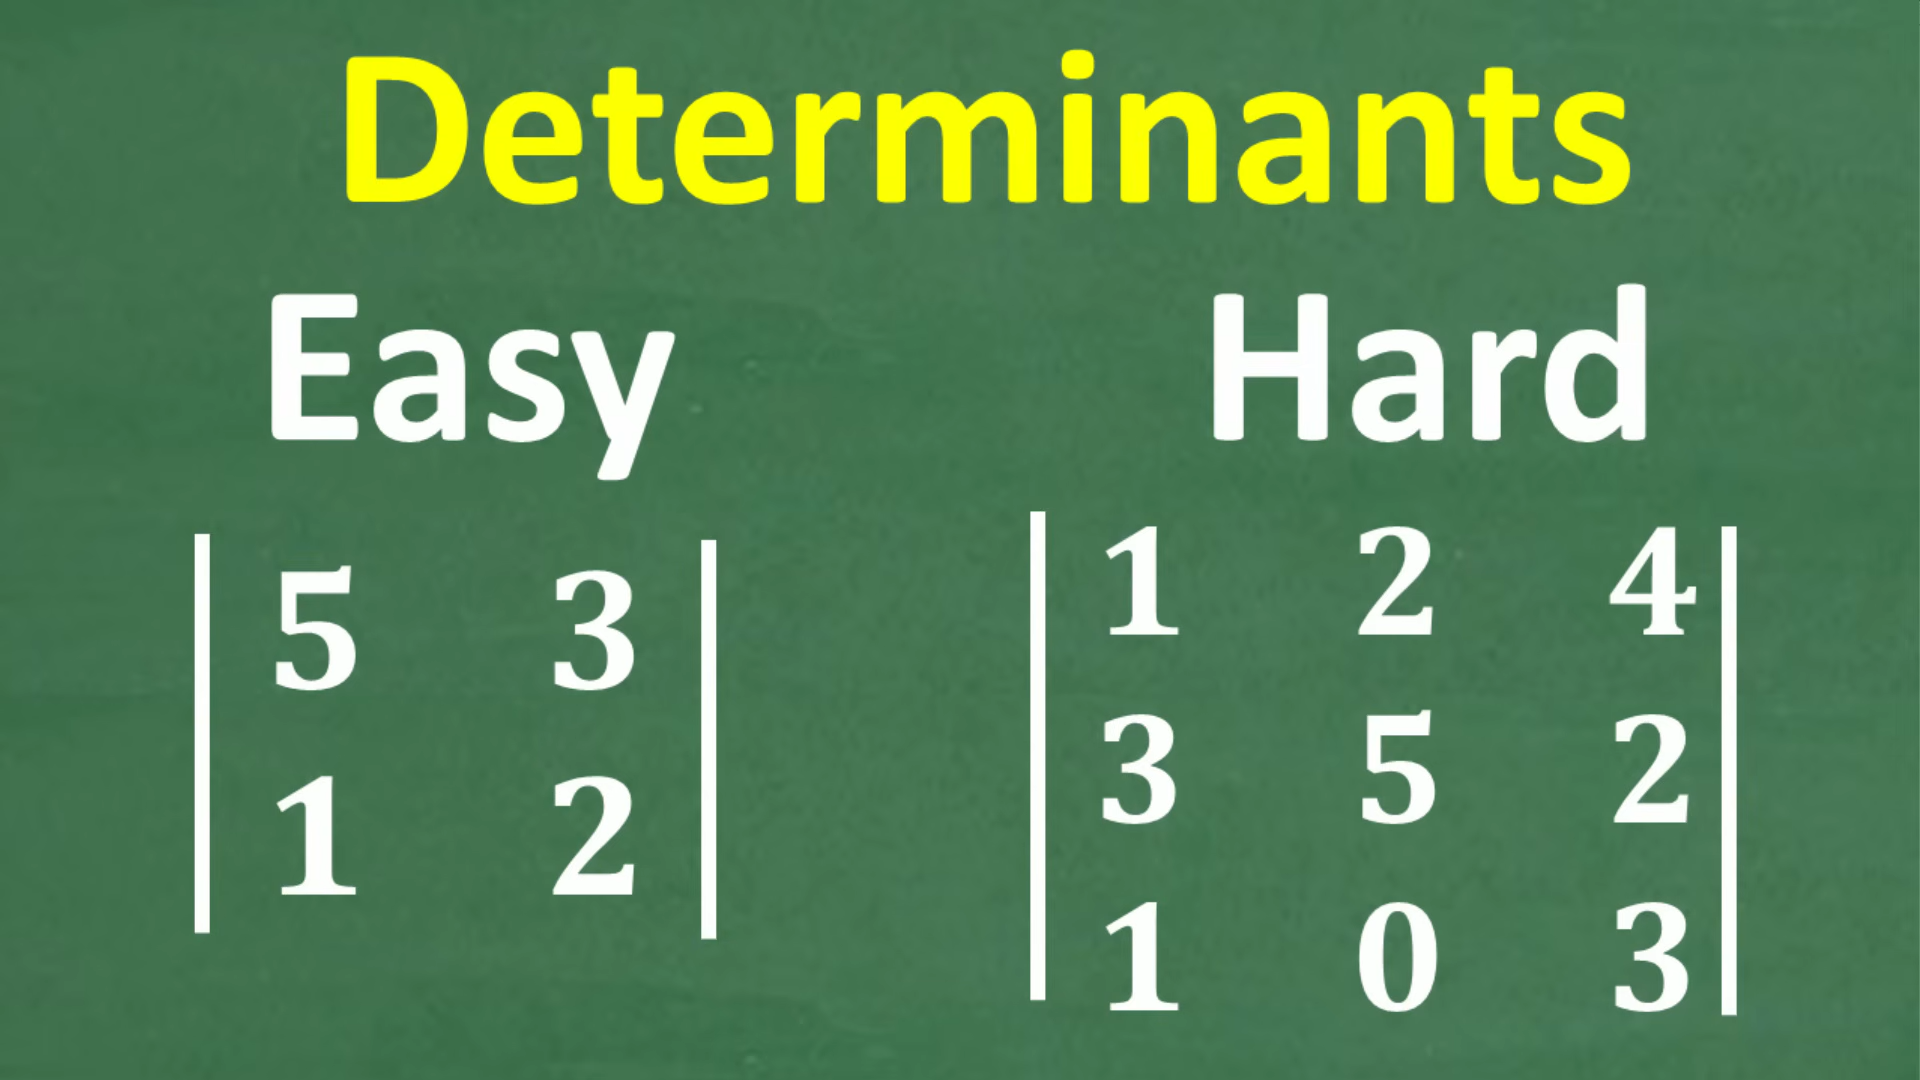 Determinants
Easy
Hard
5 3
1 2
1 2 4
3 5 2
1 0 3